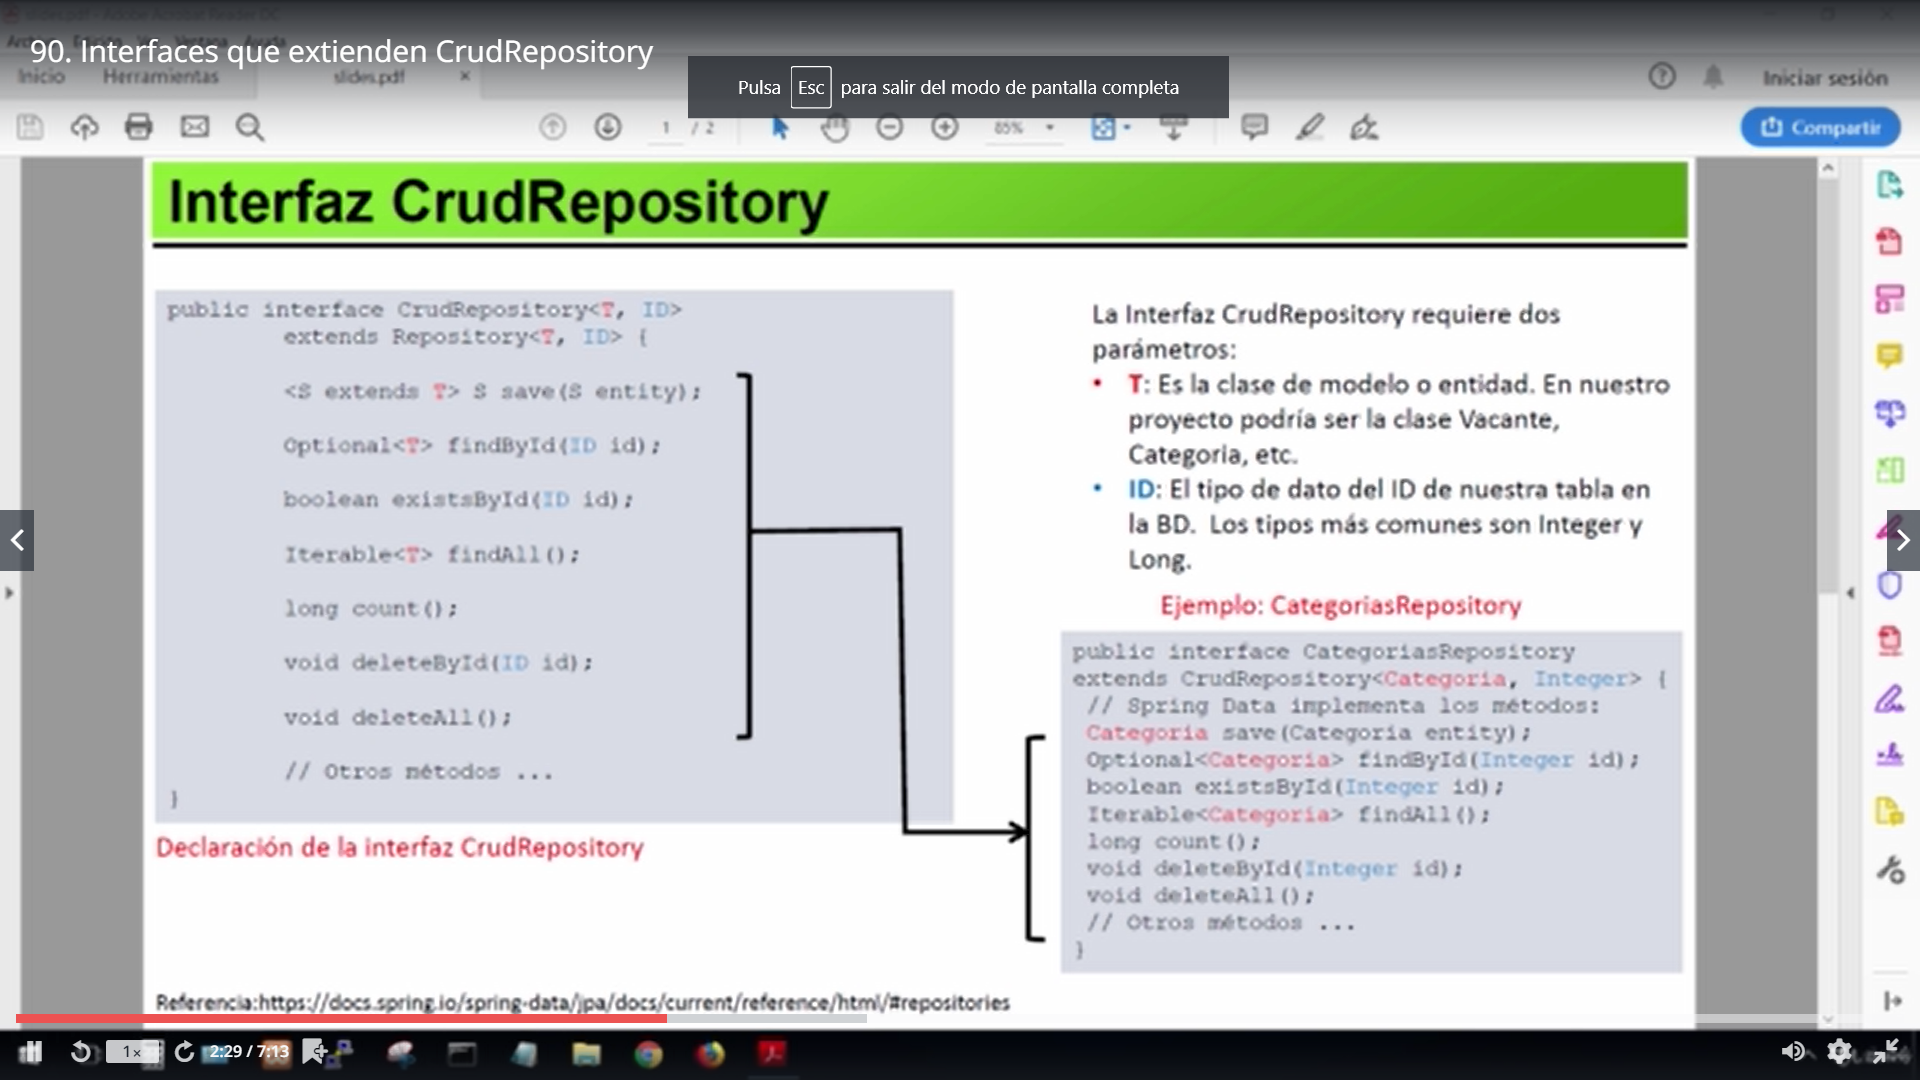 90. Interfaces que extienden CrudRepository
Pulsa Esc para salir del modo de pantalla completa
Inicio Herramientas slides.pdf × Iniciar sesión
1 / 2 85% Compartir
Interfaz CrudRepository
public interface CrudRepository<T, ID>
extends Repository<T, ID> {
<S extends T> S save(S entity);
Optional<T> findById(ID id);
boolean existsById(ID id);
Iterable<T> findAll();
long count();
void deleteById(ID id);
void deleteAll();
// Otros métodos ...
}
Declaración de la interfaz CrudRepository
La Interfaz CrudRepository requiere dos
parámetros:
• T: Es la clase de modelo o entidad. En nuestro
proyecto podría ser la clase Vacante,
Categoria, etc.
• ID: El tipo de dato del ID de nuestra tabla en
la BD. Los tipos más comunes son Integer y
Long.
Ejemplo: CategoriasRepository
public interface CategoriasRepository
extends CrudRepository<Categoria, Integer> {
// Spring Data implementa los métodos:
Categoria save(Categoria entity);
Optional<Categoria> findById(Integer id);
boolean existsById(Integer id);
Iterable<Categoria> findAll();
long count();
void deleteById(Integer id);
void deleteAll();
// Otros métodos ...
}
Referencia:https://docs.spring.io/spring-data/jpa/docs/current/reference/html/#repositories
1× 2:29 / 7:13